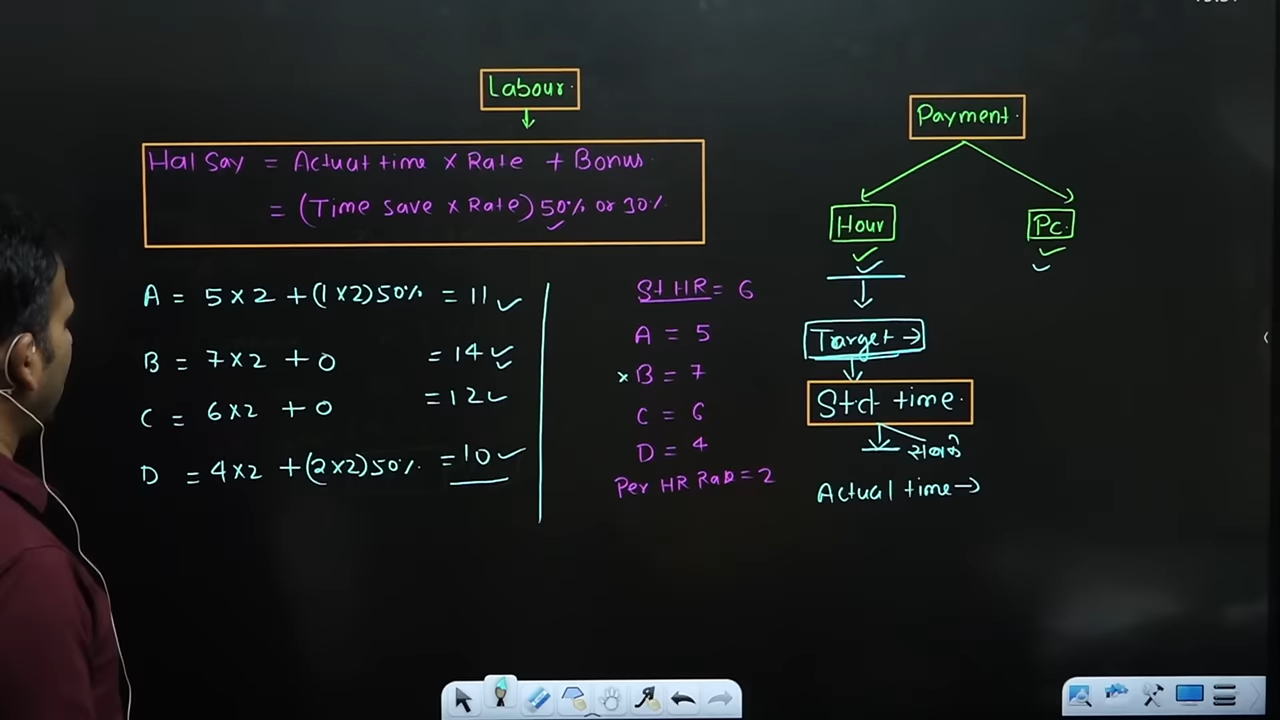 Labour
Hal Say = Actual time × Rate + Bonus
= (Time save × Rate) 50% or 30%
A = 5 × 2 + (1 × 2) 50% = 11
B = 7 × 2 + 0 = 14
C = 6 × 2 + 0 = 12
D = 4 × 2 + (2 × 2) 50% = 10
St HR = 6
A = 5
× B = 7
C = 6
D = 4
Per HR = 2
Payment
Hour
Pc.
Target →
Std time
Actual time →